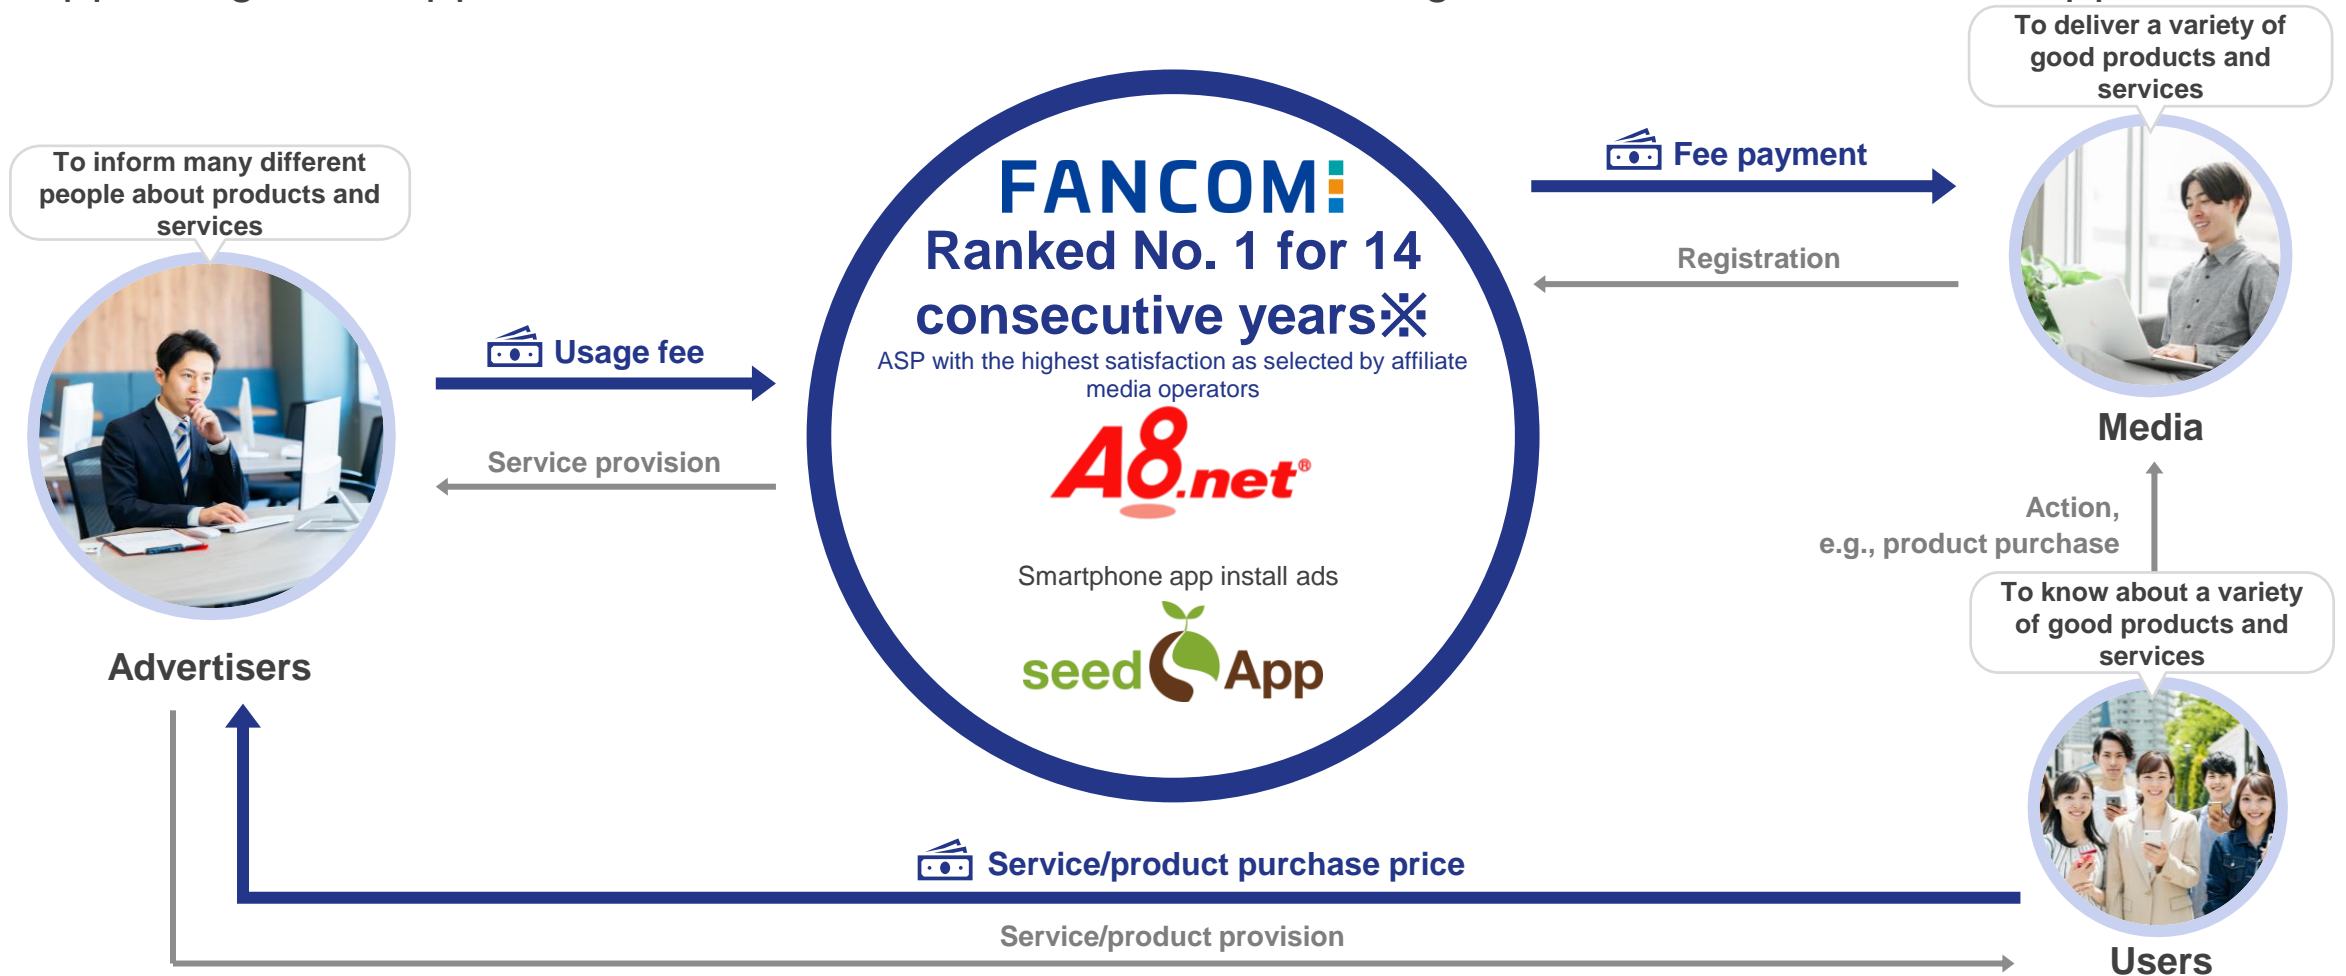 To deliver a variety of
good products and
services
To inform many different
people about products and
services
FANCOM
Ranked No. 1 for 14
consecutive years※
ASP with the highest satisfaction as selected by affiliate
media operators
A8.net®
Smartphone app install ads
seed App
Usage fee
Service provision
Fee payment
Registration
Media
Action,
e.g., product purchase
To know about a variety
of good products and
services
Advertisers
Service/product purchase price
Service/product provision
Users